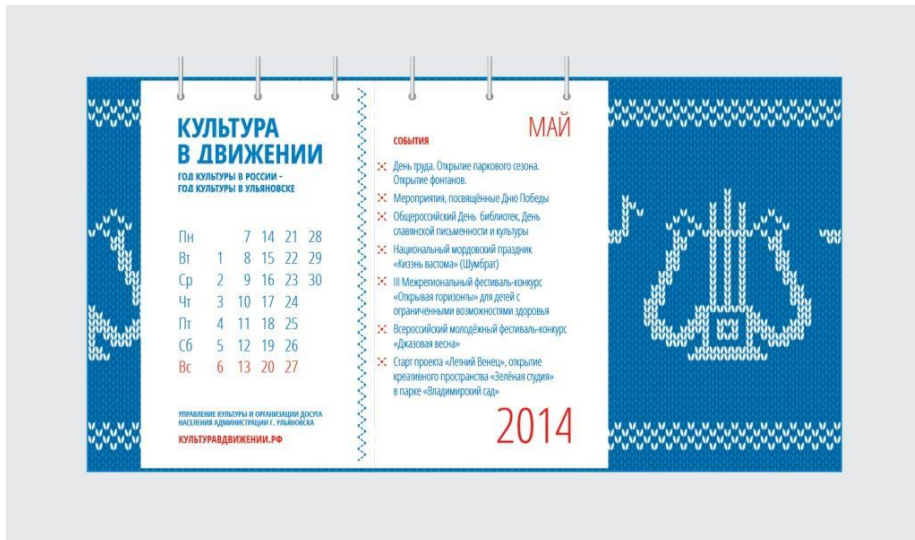 КУЛЬТУРА
В ДВИЖЕНИИ
ГОД КУЛЬТУРЫ В РОССИИ -
ГОД КУЛЬТУРЫ В УЛЬЯНОВСКЕ
Пн 7 14 21 28
Вт 1 8 15 22 29
Ср 2 9 16 23 30
Чт 3 10 17 24
Пт 4 11 18 25
Сб 5 12 19 26
Вс 6 13 20 27
УПРАВЛЕНИЕ КУЛЬТУРЫ И ОРГАНИЗАЦИИ ДОСУГА
НАСЕЛЕНИЯ АДМИНИСТРАЦИИ Г. УЛЬЯНОВСКА
КУЛЬТУРАВДВИЖЕНИИ.РФ
МАЙ
СОБЫТИЯ
День труда. Открытие паркового сезона.
Открытие фонтанов.
Мероприятия, посвящённые Дню Победы
Общероссийский День библиотек, День
славянской письменности и культуры
Национальный мордовский праздник
«Кизэнь вастома» (Шумбрат)
III Межрегиональный фестиваль-конкурс
«Открывая горизонты» для детей с
ограниченными возможностями здоровья
Всероссийский молодёжный фестиваль-конкурс
«Джазовая весна»
Старт проекта «Летний Венец», открытие
креативного пространства «Зелёная студия»
в парке «Владимирский сад»
2014